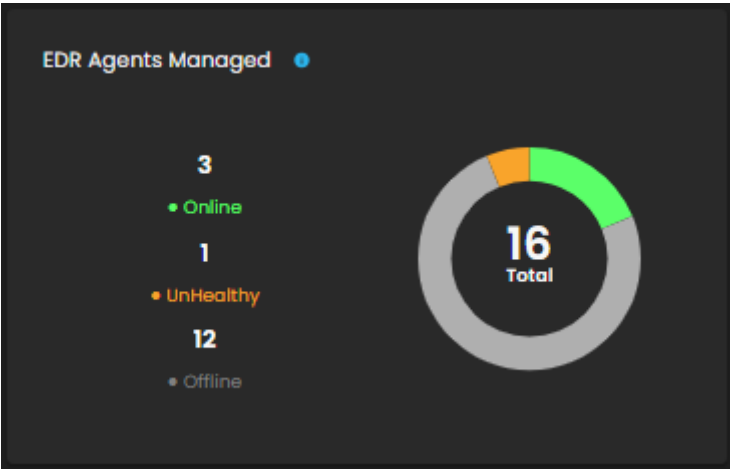 EDR Agents Managed
3
Online
1
UnHealthy
12
Offline
16
Total